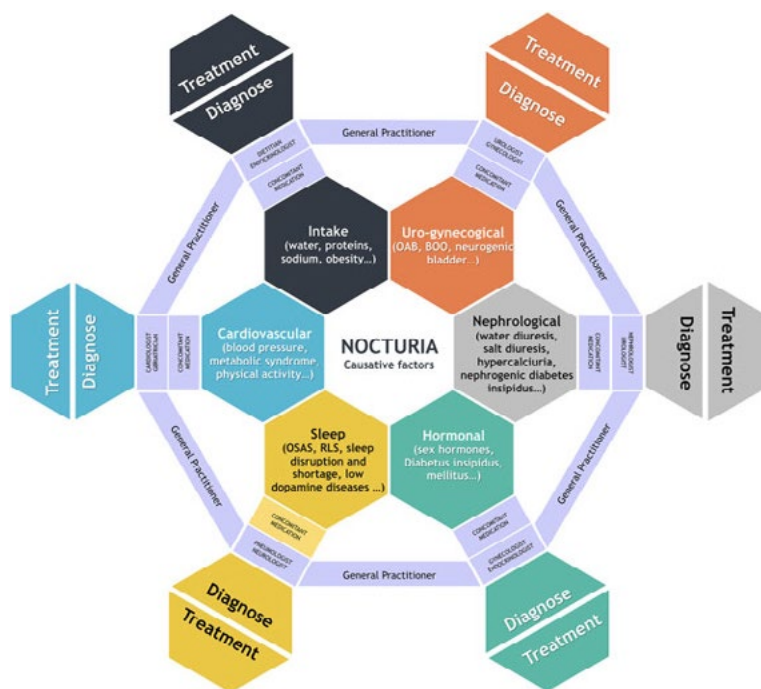 Treatment
Diagnose
Treatment
Diagnose
General Practitioner
DIETITIAN
ENDOCRINOLOGIST
CONCOMITANT
MEDICATION
UROLOGIST
GYNECOLOGIST
CONCOMITANT
MEDICATION
General Practitioner
General Practitioner
Intake
(water, proteins,
sodium, obesity...)
Uro-gynecogical
(OAB, BOO, neurogenic
bladder...)
Treatment
Diagnose
CARDIOLOGIST
GERIATRICIAN
CONCOMITANT
MEDICATION
Cardiovascular
(blood pressure,
metabolic syndrome,
physical activity...)
NOCTURIA
Causative factors
Nephrological
(water diuresis,
salt diuresis,
hypercalciuria,
nephrogenic diabetes
insipidus...)
CONCOMITANT
MEDICATION
NEPHROLOGIST
UROLOGIST
Diagnose
Treatment
Sleep
(OSAS, RLS, sleep
disruption and
shortage, low
dopamine diseases ...)
Hormonal
(sex hormones,
Diabetus insipidus,
mellitus...)
General Practitioner
General Practitioner
CONCOMITANT
MEDICATION
PNEUROLOGIST
NEUROLOGIST
CONCOMITANT
MEDICATION
GYNECOLOGIST
ENDOCRINOLOGIST
General Practitioner
Diagnose
Treatment
Diagnose
Treatment